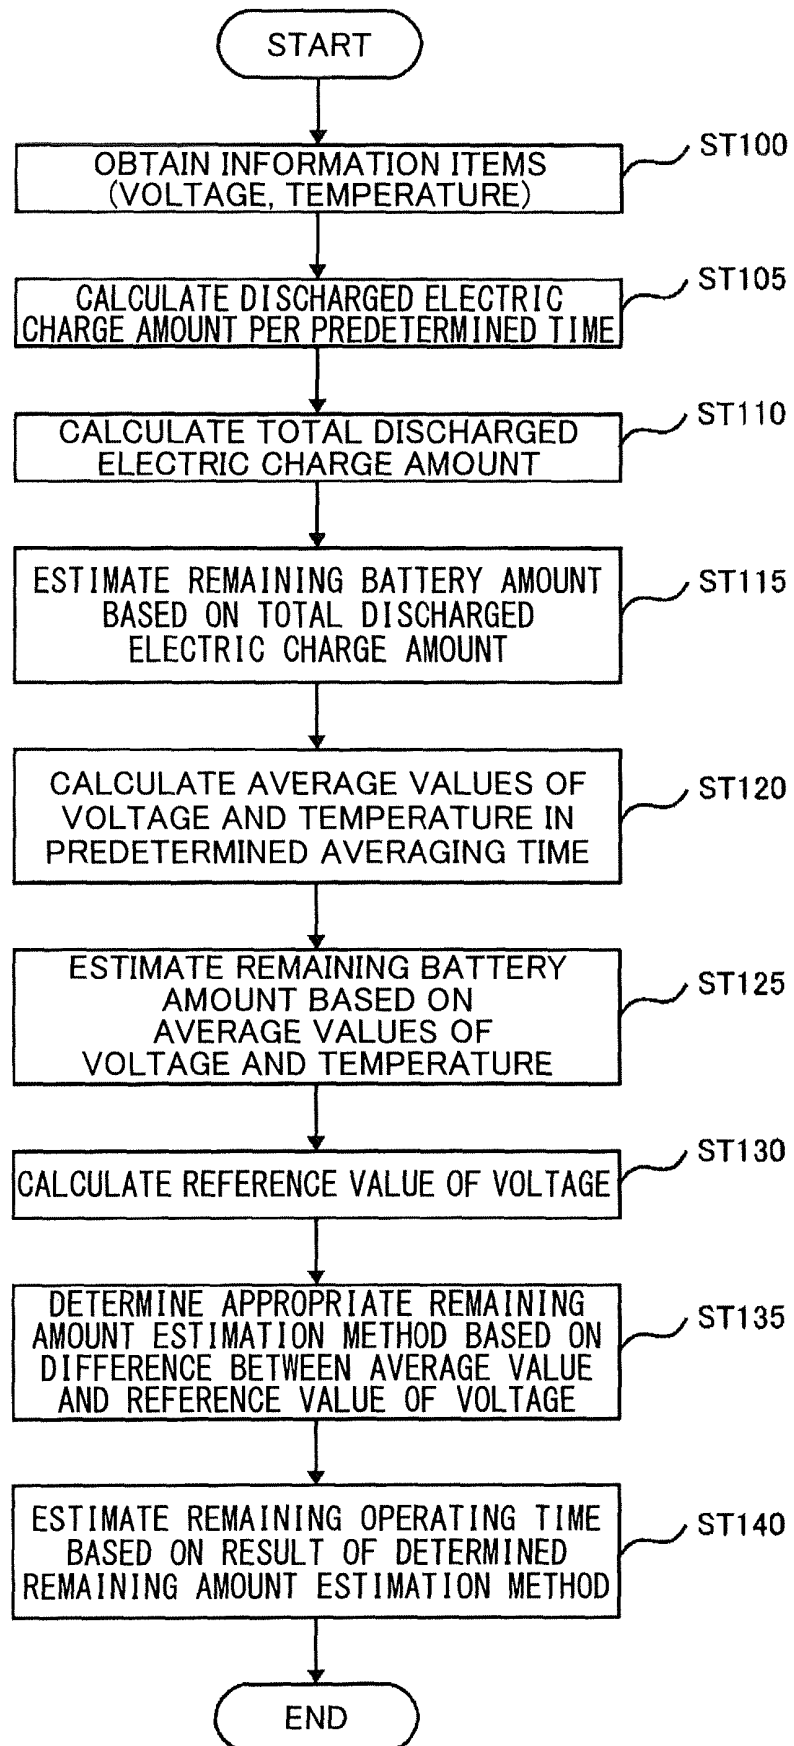 START
OBTAIN INFORMATION ITEMS
(VOLTAGE, TEMPERATURE)
ST100
CALCULATE DISCHARGED ELECTRIC
CHARGE AMOUNT PER PREDETERMINED TIME
ST105
CALCULATE TOTAL DISCHARGED
ELECTRIC CHARGE AMOUNT
ST110
ESTIMATE REMAINING BATTERY AMOUNT
BASED ON TOTAL DISCHARGED
ELECTRIC CHARGE AMOUNT
ST115
CALCULATE AVERAGE VALUES OF
VOLTAGE AND TEMPERATURE IN
PREDETERMINED AVERAGING TIME
ST120
ESTIMATE REMAINING BATTERY
AMOUNT BASED ON
AVERAGE VALUES OF
VOLTAGE AND TEMPERATURE
ST125
CALCULATE REFERENCE VALUE OF VOLTAGE
ST130
DETERMINE APPROPRIATE REMAINING
AMOUNT ESTIMATION METHOD BASED ON
DIFFERENCE BETWEEN AVERAGE VALUE
AND REFERENCE VALUE OF VOLTAGE
ST135
ESTIMATE REMAINING OPERATING TIME
BASED ON RESULT OF DETERMINED
REMAINING AMOUNT ESTIMATION METHOD
ST140
END